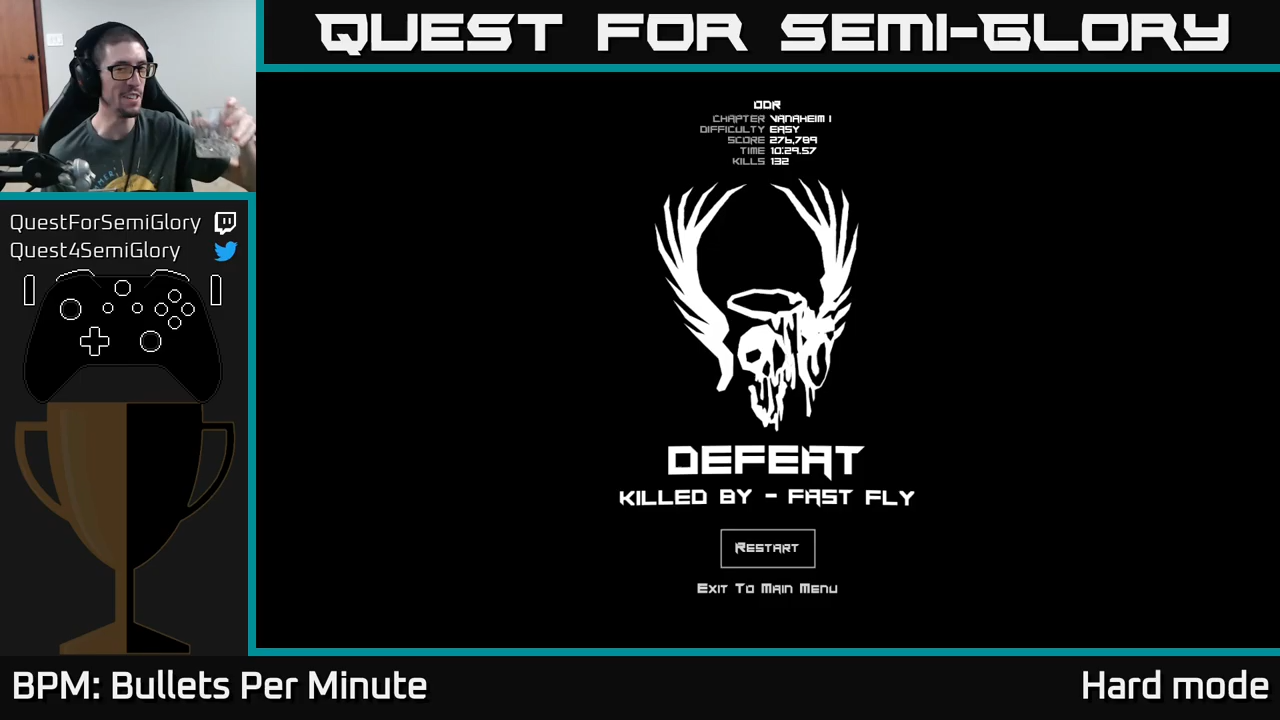 QUEST FOR SEMI-GLORY
QuestForSemiGlory
Quest4SemiGlory
CHAPTER VANAHEIM I
DIFFICULTY EASY
SCORE 276,789
TIME 10:29.57
KILLS 132
DEFEAT
KILLED BY - FAST FLY
RESTART
EXIT TO MAIN MENU
BPM: Bullets Per Minute
Hard mode